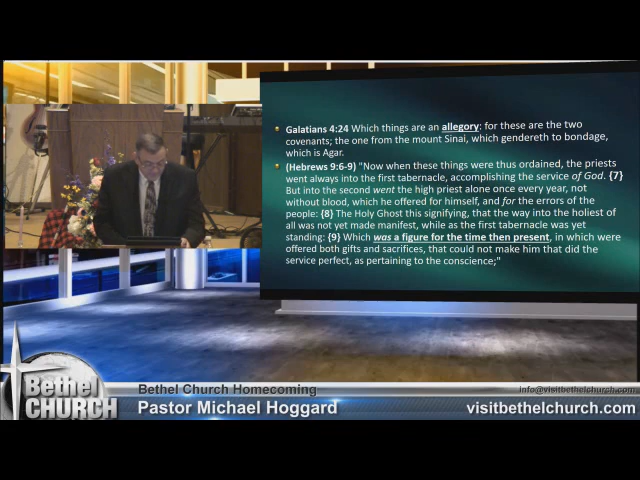 Galatians 4:24 Which things are an allegory: for these are the two
covenants; the one from the mount Sinai, which gendereth to bondage,
which is Agar.
(Hebrews 9:6-9) "Now when these things were thus ordained, the priests
went always into the first tabernacle, accomplishing the service of God. {7}
But into the second went the high priest alone once every year, not
without blood, which he offered for himself, and for the errors of the
people: {8} The Holy Ghost this signifying, that the way into the holiest of
all was not yet made manifest, while as the first tabernacle was yet
standing: {9} Which was a figure for the time then present, in which were
offered both gifts and sacrifices, that could not make him that did the
service perfect, as pertaining to the conscience;"
Bethel
CHURCH
Bethel Church Homecoming
info@visitbethelchurch.com
Pastor Michael Hoggard
visitbethelchurch.com